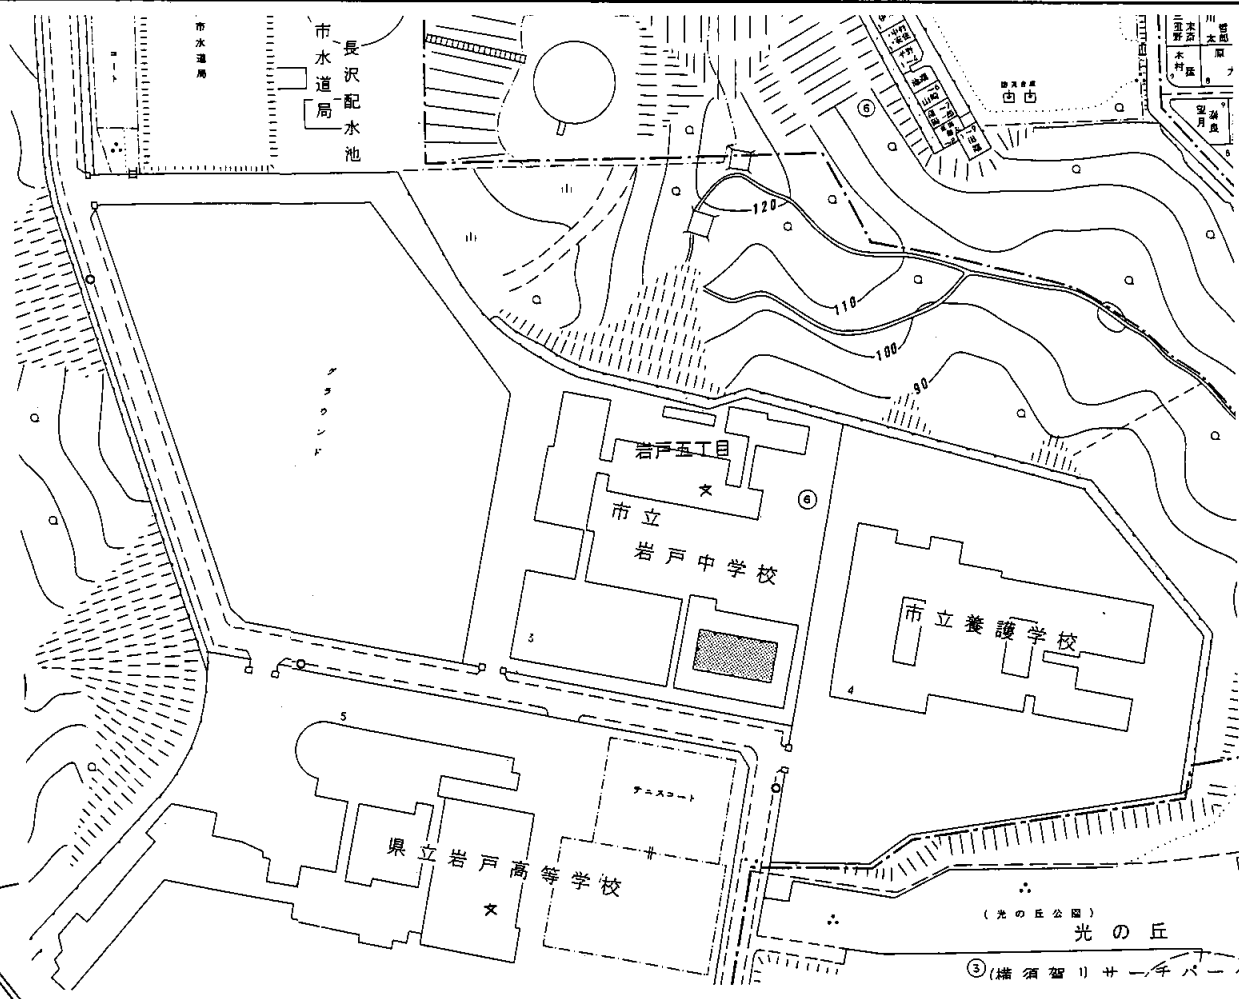 市水道局
コート
長沢配水池
市水道局
グラウンド
120
110
100
90
岩戸五丁目
文
市立
岩戸中学校
6
6
3
市立養護学校
4
5
テニスコート
県立岩戸高等学校
文
(光の丘公園)
光の丘
3
(横須賀リサーチパー
望月
奈良
木村
山崎